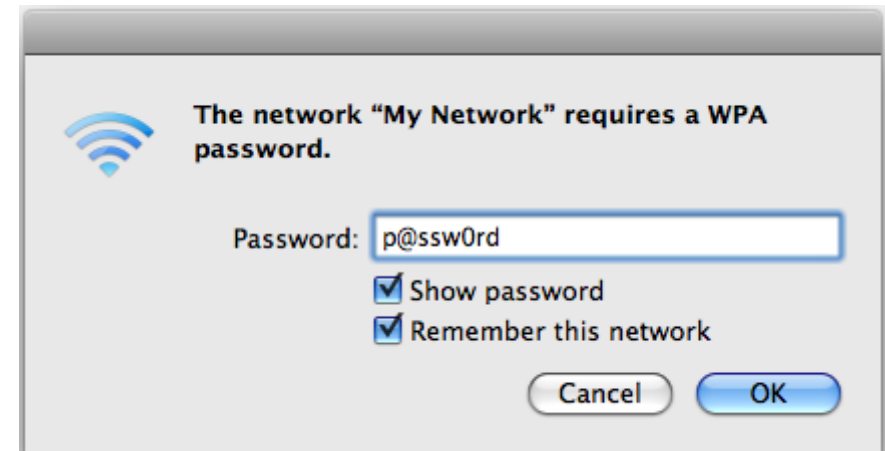 The network “My Network” requires a WPA
password.
Password: p@ssw0rd
Show password
Remember this network
Cancel OK